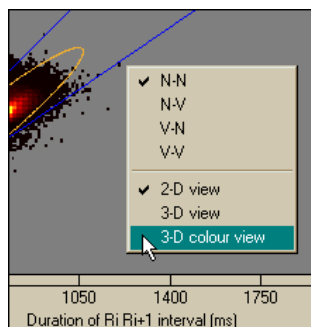 N-N
N-V
V-N
V-V
2-D view
3-D view
3-D colour view
1050 1400 1750
Duration of Ri Ri+1 interval (ms)